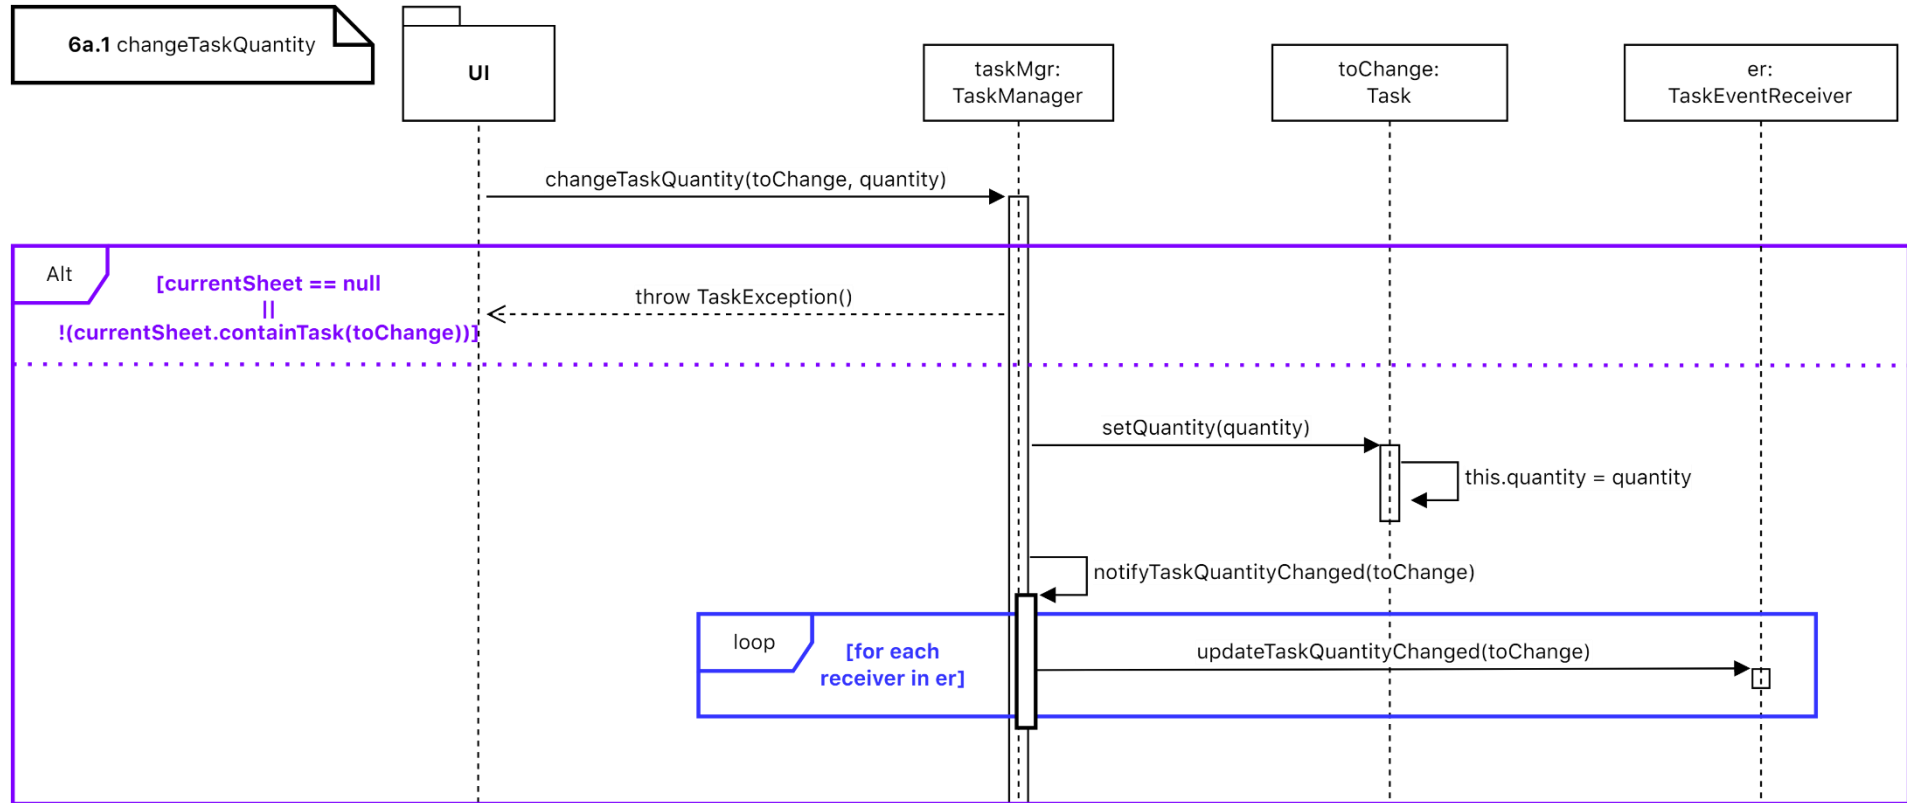 6a.1 changeTaskQuantity
UI
taskMgr:
TaskManager
toChange:
Task
er:
TaskEventReceiver
changeTaskQuantity(toChange, quantity)
Alt
[currentSheet == null
||
!(currentSheet.containTask(toChange))]
throw TaskException()
setQuantity(quantity)
this.quantity = quantity
notifyTaskQuantityChanged(toChange)
loop
[for each
receiver in er]
updateTaskQuantityChanged(toChange)